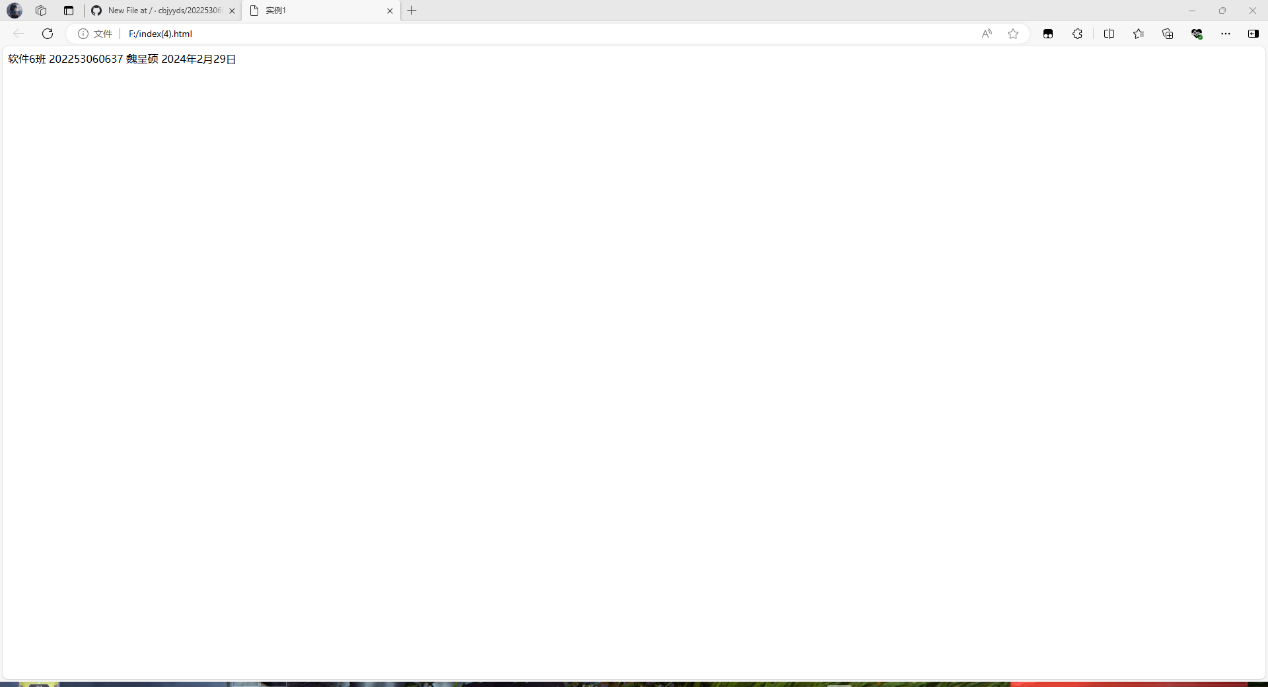 New File at / · cbjyyds/20225306
实例1
文件
F:/index(4).html
软件6班 202253060637 魏呈硕 2024年2月29日